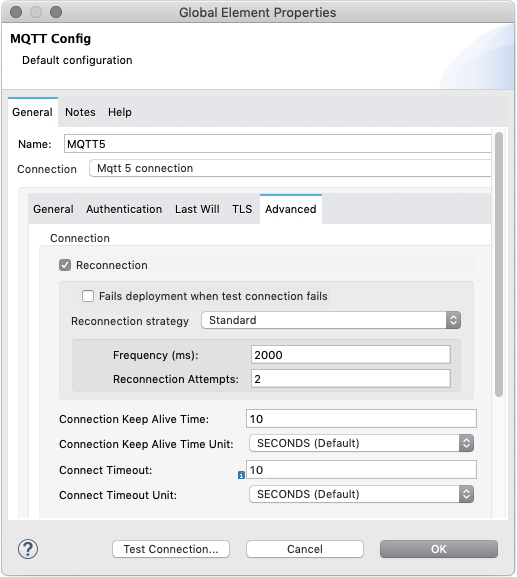 Global Element Properties
MQTT Config
Default configuration
General Notes Help
Name: MQTT5
Connection Mqtt 5 connection
General Authentication Last Will TLS Advanced
Connection
Reconnection
Fails deployment when test connection fails
Reconnection strategy Standard
Frequency (ms): 2000
Reconnection Attempts: 2
Connection Keep Alive Time: 10
Connection Keep Alive Time Unit: SECONDS (Default)
Connect Timeout: 10
Connect Timeout Unit: SECONDS (Default)
? Test Connection... Cancel OK